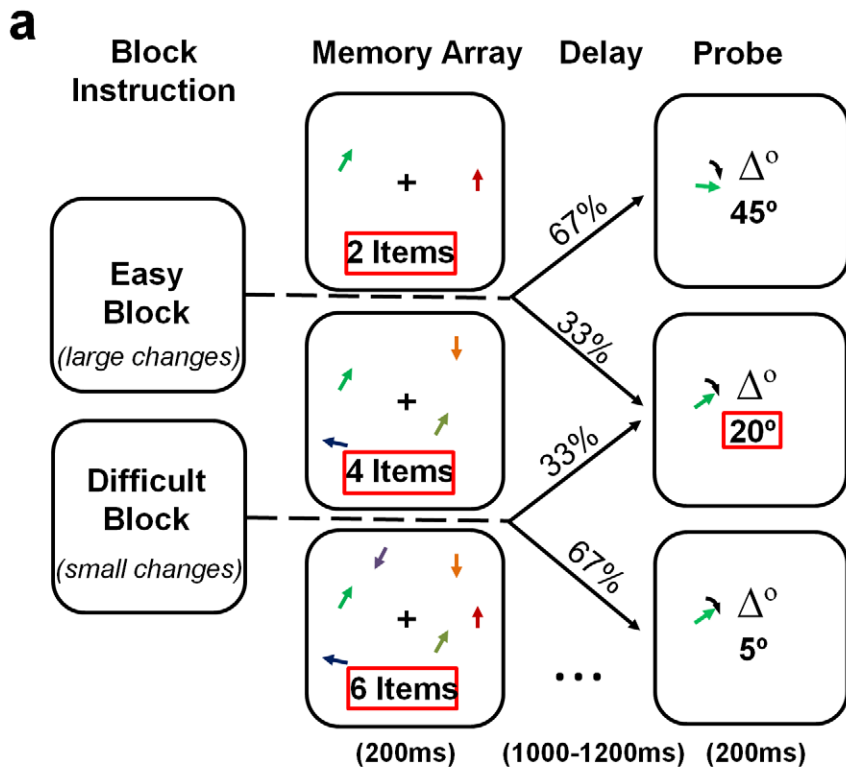 a
Block Instruction
Memory Array
Delay
Probe
Easy
Block
(large changes)
Difficult
Block
(small changes)
+
2 Items
+
4 Items
+
6 Items
67%
33%
33%
67%
Δº
45º
Δº
20º
Δº
5º
...
(200ms)
(1000-1200ms)
(200ms)